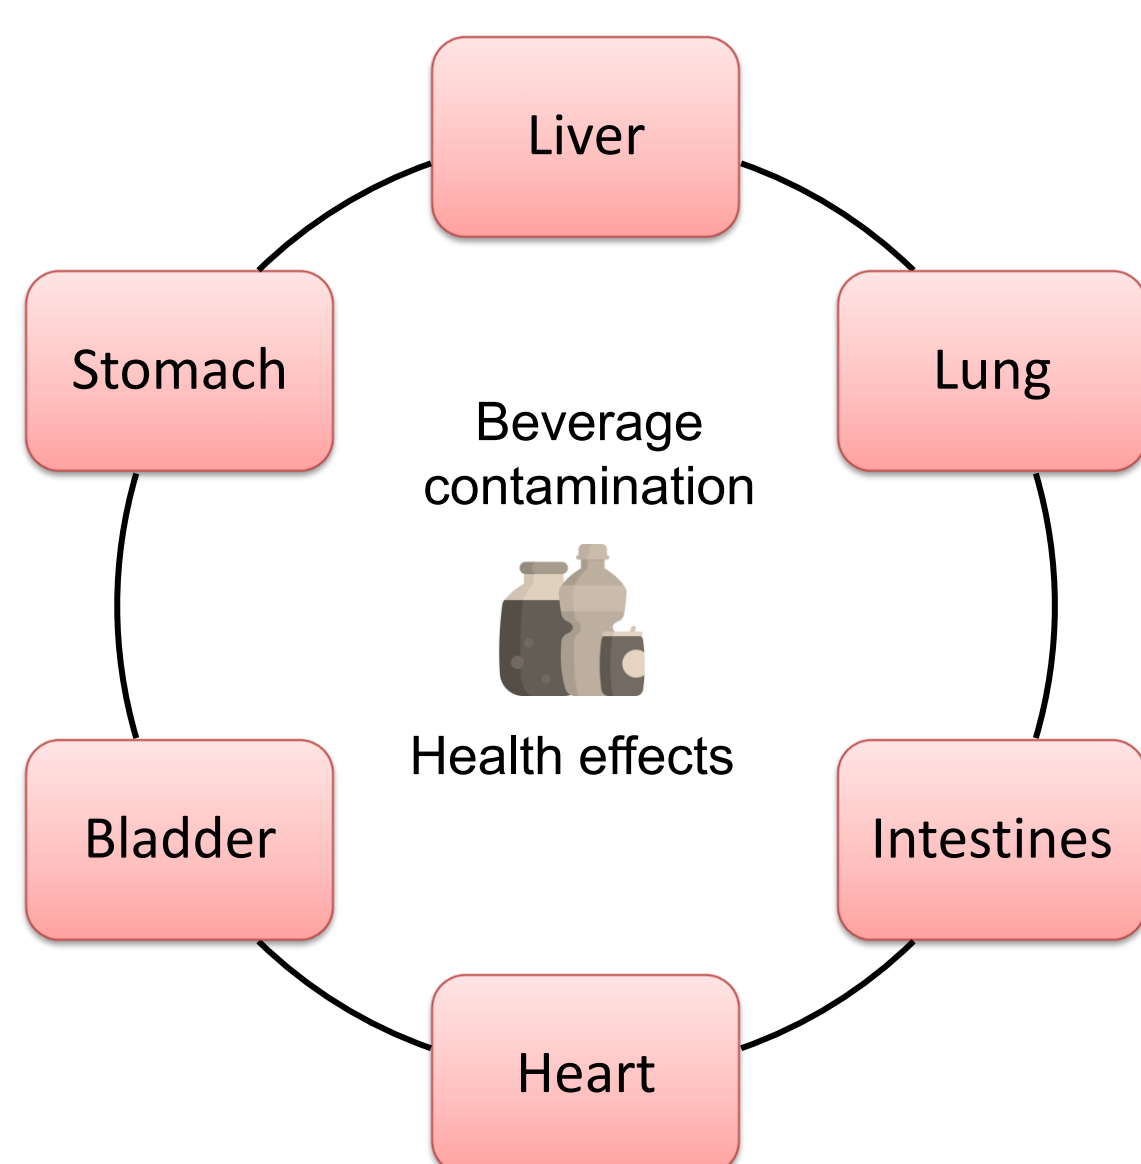 Liver
Stomach
Lung
Beverage
contamination
Health effects
Bladder
Intestines
Heart